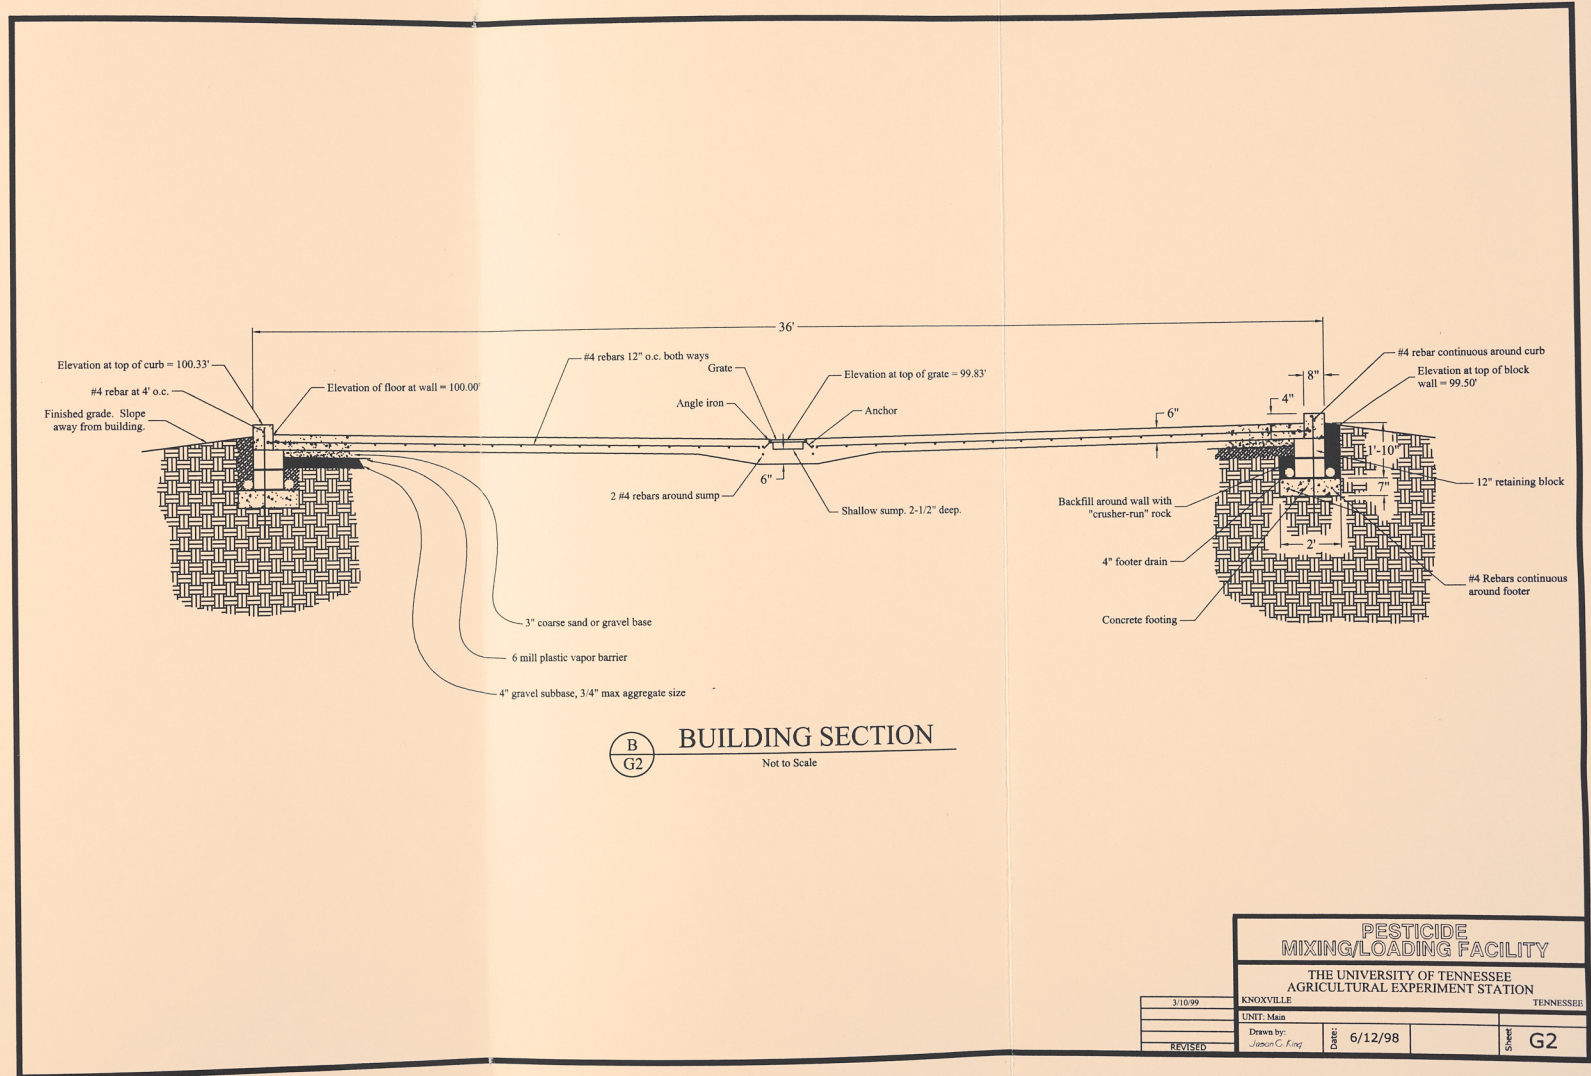 36'
Elevation at top of curb = 100.33'
#4 rebar at 4' o.c.
Finished grade. Slope
away from building.
Elevation of floor at wall = 100.00'
#4 rebars 12" o.c. both ways
Grate
Angle iron
Elevation at top of grate = 99.83'
Anchor
6"
2 #4 rebars around sump
Shallow sump. 2-1/2" deep.
6"
4"
8"
#4 rebar continuous around curb
Elevation at top of block
wall = 99.50'
1'-10"
7"
2'
12" retaining block
Backfill around wall with
"crusher-run" rock
4" footer drain
Concrete footing
#4 Rebars continuous
around footer
3" coarse sand or gravel base
6 mill plastic vapor barrier
4" gravel subbase, 3/4" max aggregate size
B
G2
BUILDING SECTION
Not to Scale
PESTICIDE
MIXING/LOADING FACILITY
THE UNIVERSITY OF TENNESSEE
AGRICULTURAL EXPERIMENT STATION
KNOXVILLE TENNESSEE
UNIT: Main
Drawn by:
Jason C. King
Date: 6/12/98
Sheet G2
3/10/99
REVISED